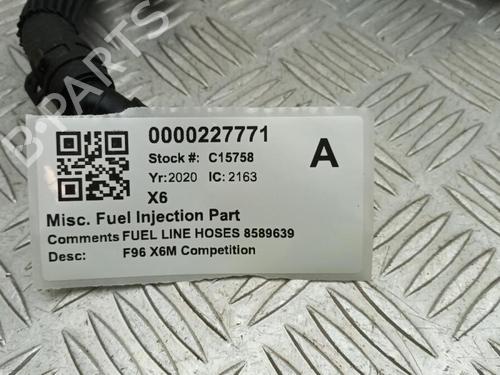 0000227771
Stock #: C15758
A
Yr: 2020 IC: 2163
X6
Misc. Fuel Injection Part
Comments FUEL LINE HOSES 8589639
Desc: F96 X6M Competition
B-PARTS